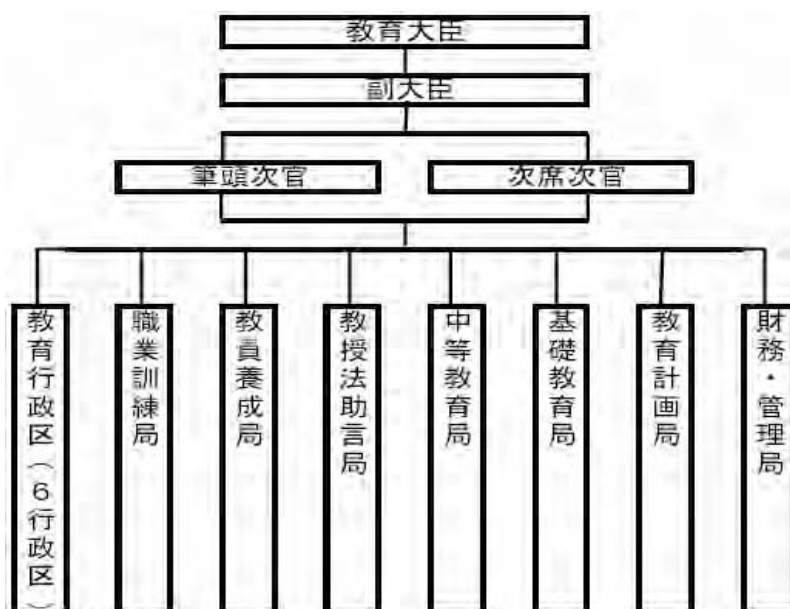 教育大臣
副大臣
筆頭次官
次席次官
教育行政区（６行政区）
職業訓練局
教員養成局
教授法助言局
中等教育局
基礎教育局
教育計画局
財務・管理局